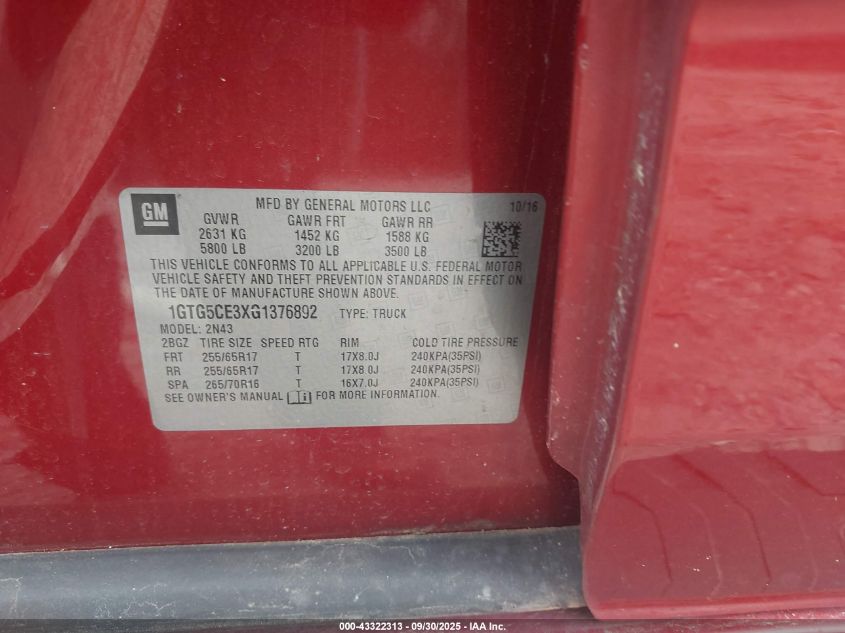 GM
MFD BY GENERAL MOTORS LLC 10/16
GVWR GAWR FRT GAWR RR
2631 KG 1452 KG 1588 KG
5800 LB 3200 LB 3500 LB
THIS VEHICLE CONFORMS TO ALL APPLICABLE U.S. FEDERAL MOTOR
VEHICLE SAFETY AND THEFT PREVENTION STANDARDS IN EFFECT ON
THE DATE OF MANUFACTURE SHOWN ABOVE.
1GTG5CE3XG1376892 TYPE: TRUCK
MODEL: 2N43
2BGZ TIRE SIZE SPEED RTG RIM COLD TIRE PRESSURE
FRT 255/65R17 T 17X8.0J 240KPA(35PSI)
RR 255/65R17 T 17X8.0J 240KPA(35PSI)
SPA 265/70R16 T 16X7.0J 240KPA(35PSI)
SEE OWNER'S MANUAL FOR MORE INFORMATION.
000-43322313 - 09/30/2025 - IAA Inc.